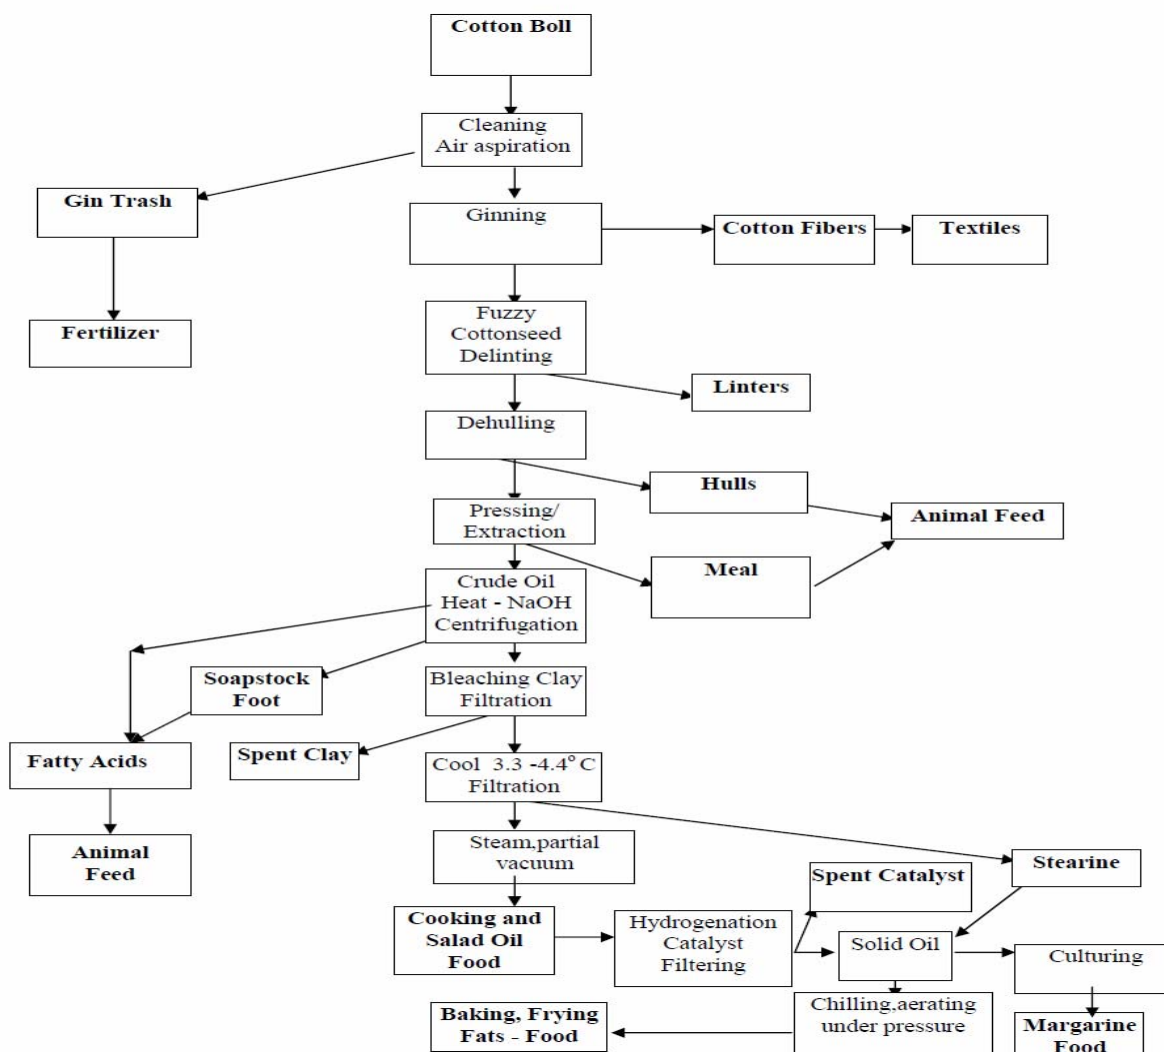 Cotton Boll
Cleaning
Air aspiration
Gin Trash
Ginning
Cotton Fibers
Textiles
Fertilizer
Fuzzy
Cottonseed
Delinting
Linters
Dehulling
Hulls
Pressing/
Extraction
Animal Feed
Meal
Crude Oil
Heat - NaOH
Centrifugation
Soapstock
Foot
Bleaching Clay
Filtration
Fatty Acids
Spent Clay
Cool 3.3 -4.4° C
Filtration
Animal
Feed
Steam,partial
vacuum
Stearine
Spent Catalyst
Cooking and
Salad Oil
Food
Hydrogenation
Catalyst
Filtering
Solid Oil
Culturing
Baking, Frying
Fats - Food
Chilling,aerating
under pressure
Margarine
Food